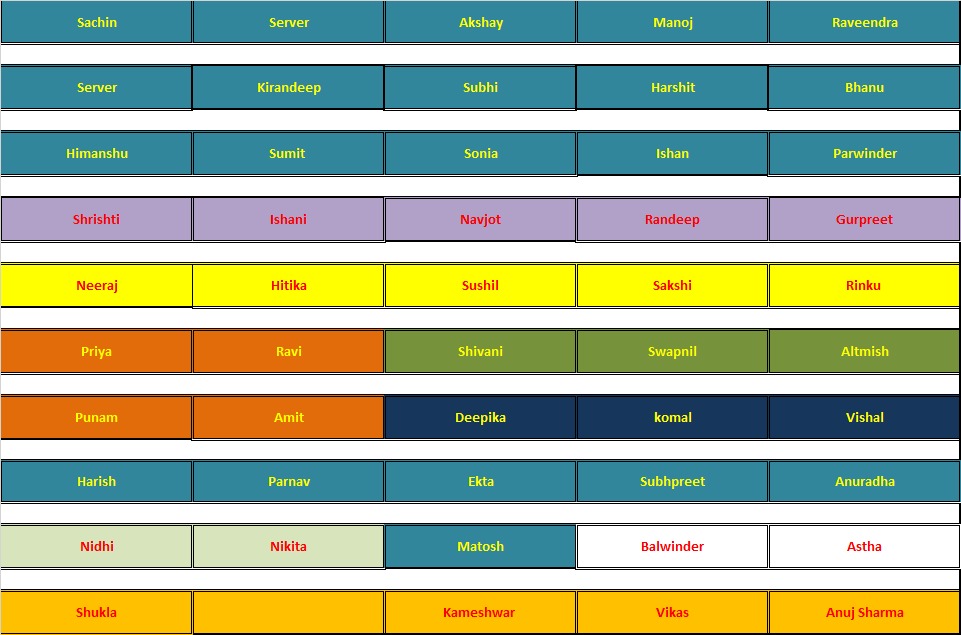 Sachin Server Akshay Manoj Raveendra
Server Kirandeep Subhi Harshit Bhanu
Himanshu Sumit Sonia Ishan Parwinder
Shrishti Ishani Navjot Randeep Gurpreet
Neeraj Hitika Sushil Sakshi Rinku
Priya Ravi Shivani Swapnil Altmish
Punam Amit Deepika komal Vishal
Harish Parnav Ekta Subhpreet Anuradha
Nidhi Nikita Matosh Balwinder Astha
Shukla Kameshwar Vikas Anuj Sharma